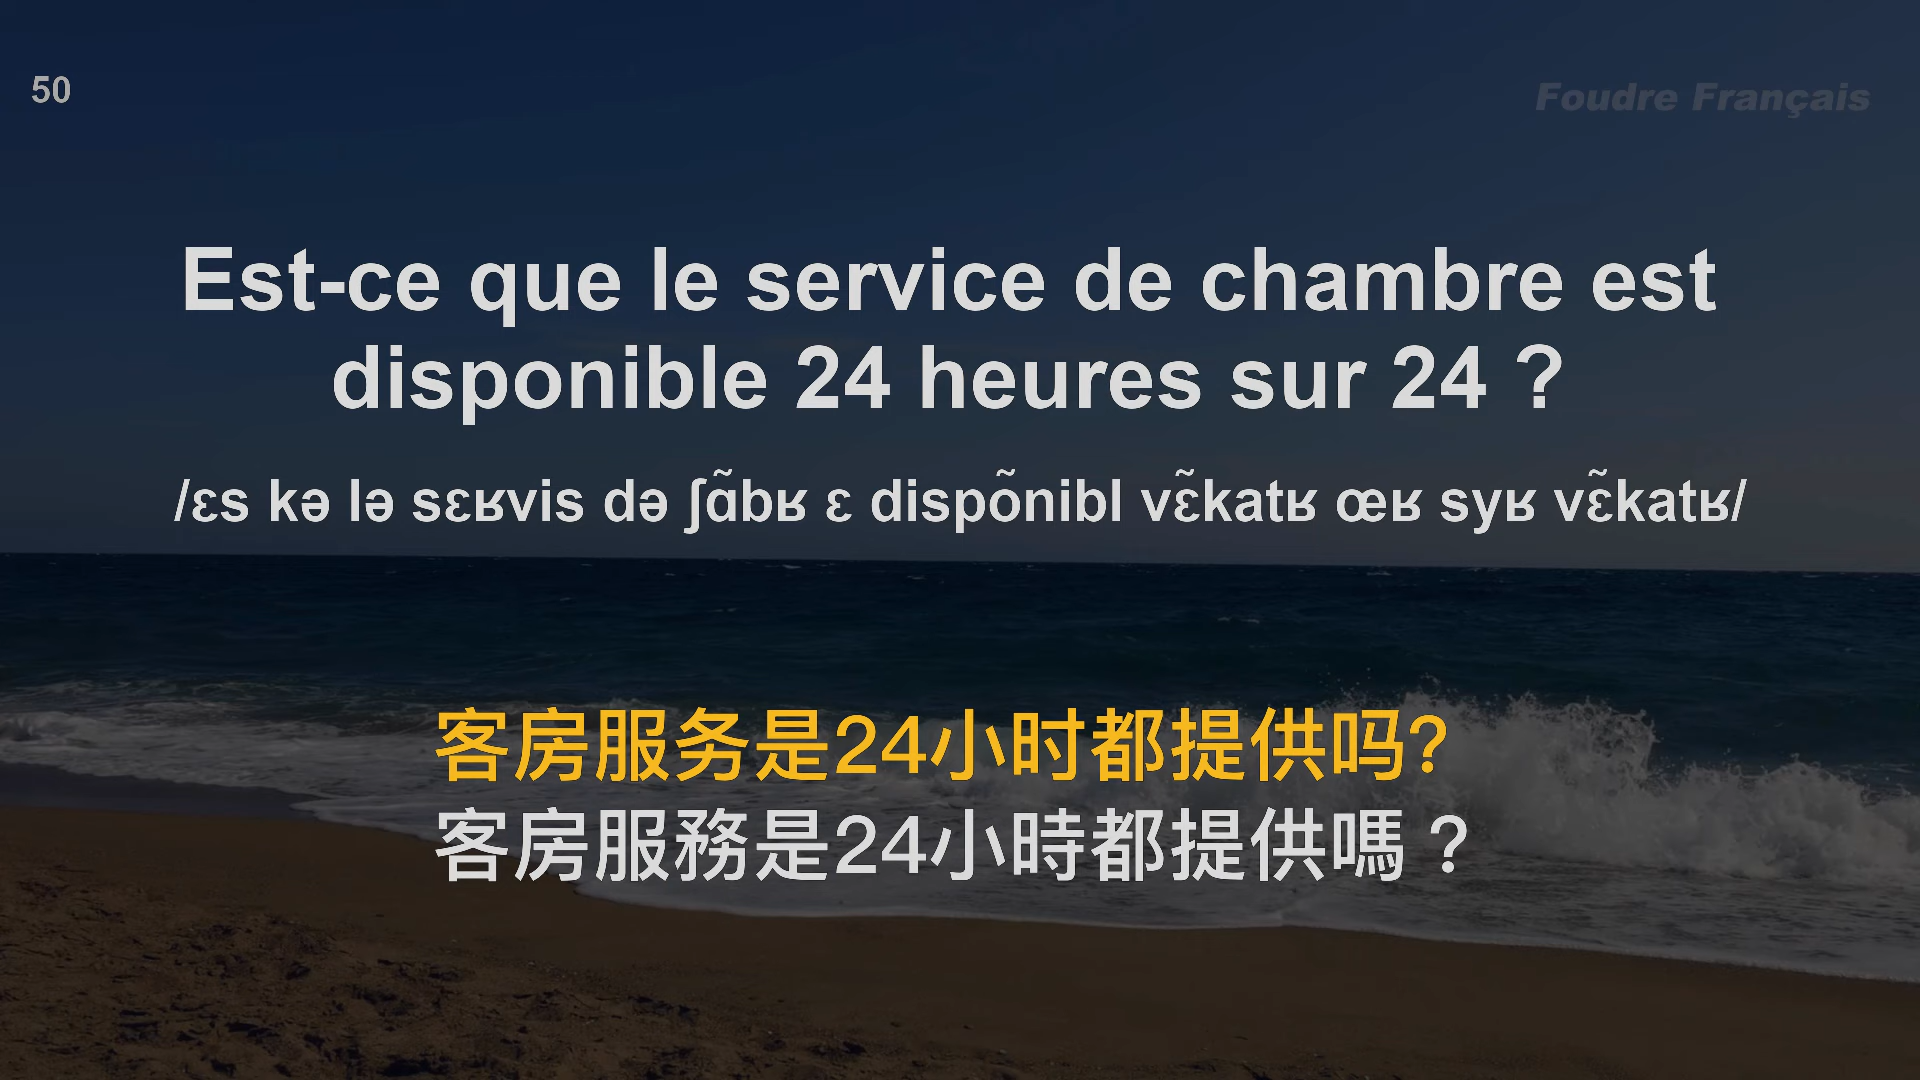 50
Foudre Français
Est-ce que le service de chambre est
disponible 24 heures sur 24 ?
/ɛs kə lə sɛʁvis də ʃɑ̃bʁ ɛ dispõnibl vɛ̃katʁ œʁ syʁ vɛ̃katʁ/
客房服务是24小时都提供吗?
客房服務是24小時都提供嗎？